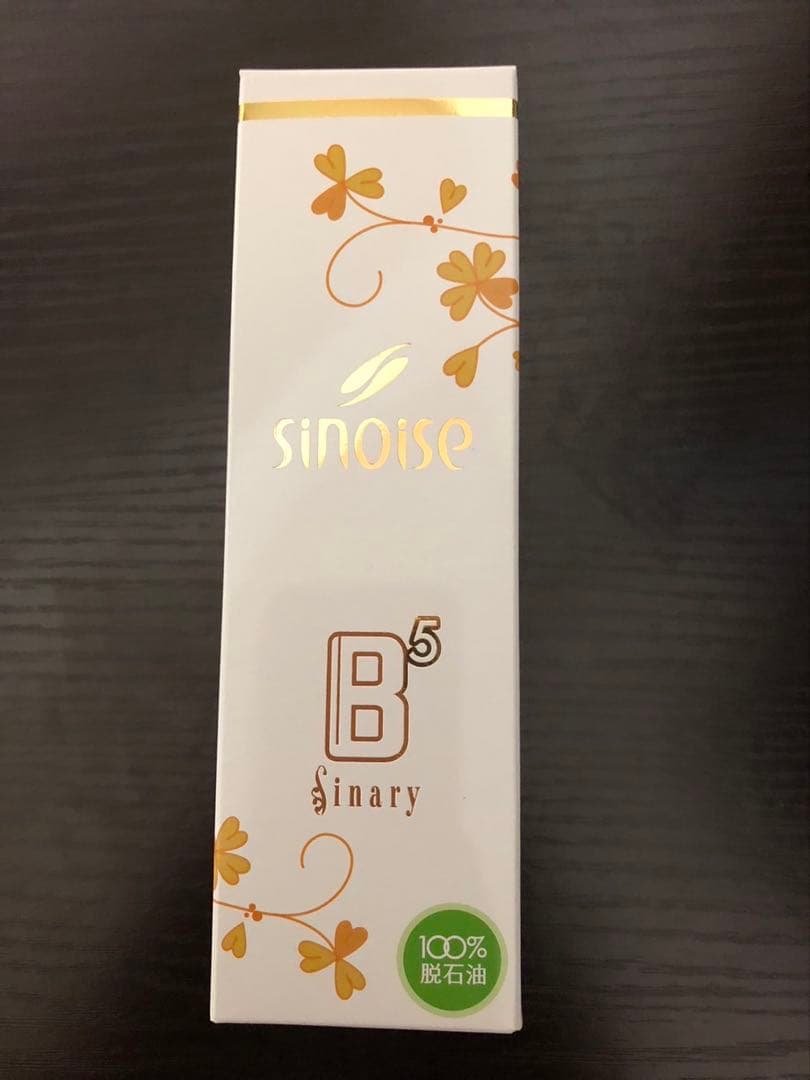 sinoise
B5
Sinary
100%
脱石油